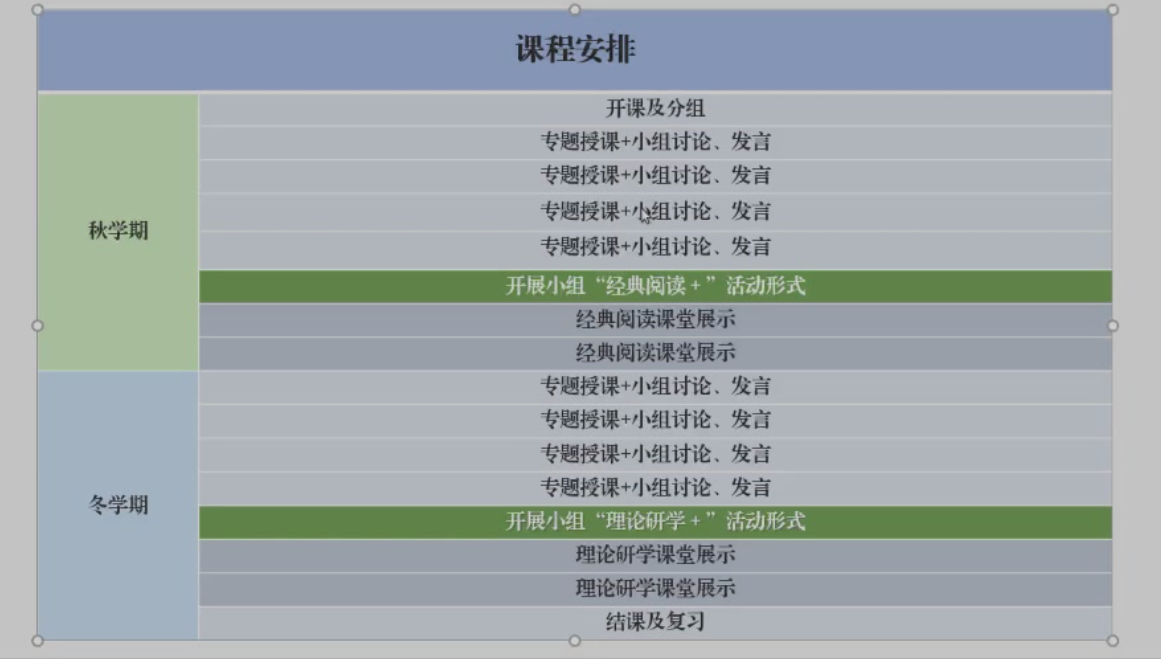 课程安排
秋学期
开课及分组
专题授课+小组讨论、发言
专题授课+小组讨论、发言
专题授课+小组讨论、发言
专题授课+小组讨论、发言
开展小组“经典阅读+”活动形式
经典阅读课堂展示
经典阅读课堂展示
冬学期
专题授课+小组讨论、发言
专题授课+小组讨论、发言
专题授课+小组讨论、发言
专题授课+小组讨论、发言
开展小组“理论研学+”活动形式
理论研学课堂展示
理论研学课堂展示
结课及复习